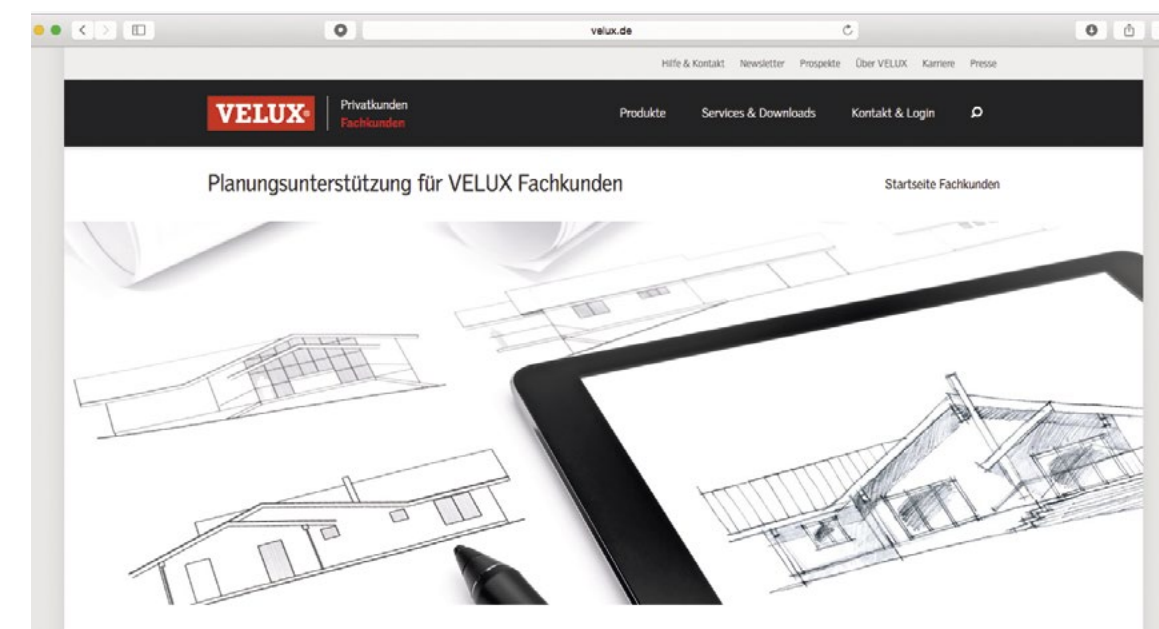 velux.de
Hilfe & Kontakt Newsletter Prospekte Über VELUX Karriere Presse
VELUX®
Privatkunden
Fachkunden
Produkte Services & Downloads Kontakt & Login
Planungsunterstützung für VELUX Fachkunden
Startseite Fachkunden